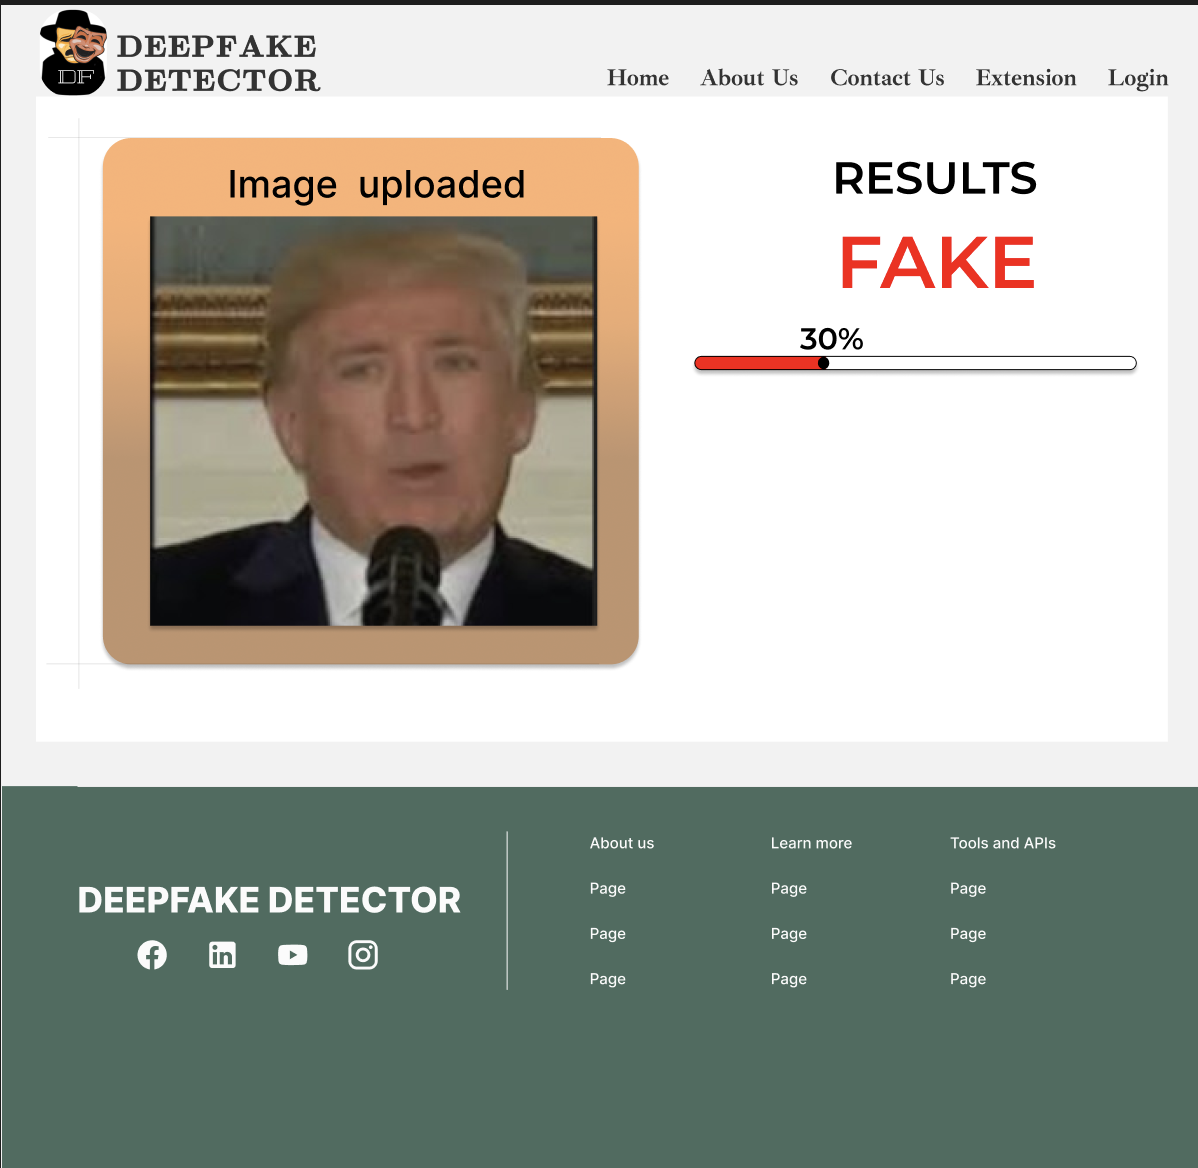 DF
DEEPFAKE
DETECTOR
Home About Us Contact Us Extension Login
Image uploaded
RESULTS
FAKE
30%
DEEPFAKE DETECTOR
About us
Page
Page
Page
Learn more
Page
Page
Page
Tools and APIs
Page
Page
Page